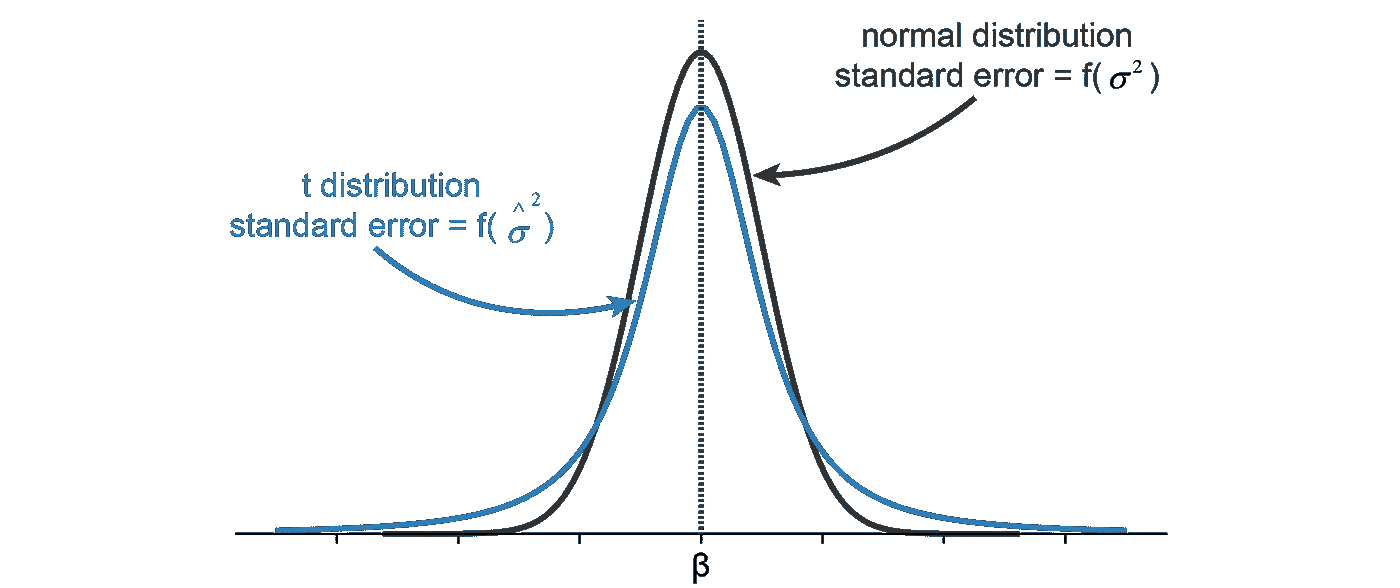 normal distribution
standard error = f( σ² )
t distribution
standard error = f( σ̂² )
β